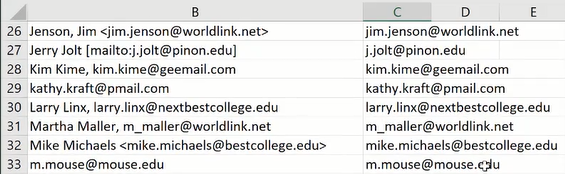 B C D E
26 Jenson, Jim <jim.jenson@worldlink.net> jim.jenson@worldlink.net
27 Jerry Jolt [mailto:j.jolt@pinon.edu] j.jolt@pinon.edu
28 Kim Kime, kim.kime@geemail.com kim.kime@geemail.com
29 kathy.kraft@pmail.com kathy.kraft@pmail.com
30 Larry Linx, larry.linx@nextbestcollege.edu larry.linx@nextbestcollege.edu
31 Martha Maller, m_maller@worldlink.net m_maller@worldlink.net
32 Mike Michaels <mike.michaels@bestcollege.edu> mike.michaels@bestcollege.edu
33 m.mouse@mouse.edu m.mouse@mouse.edu